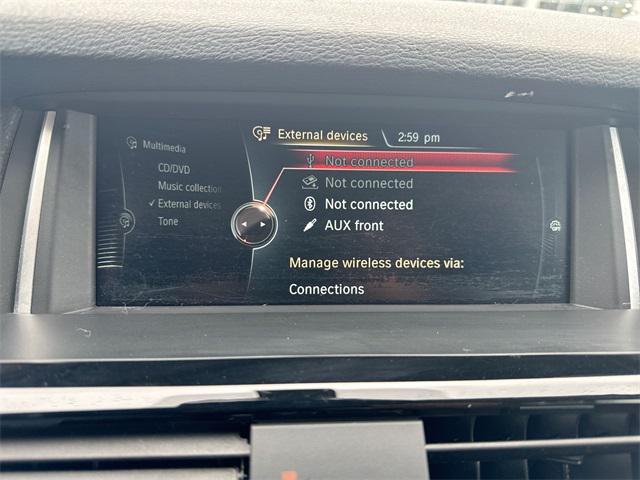 External devices
2:59 pm
Multimedia
CD/DVD
Music collection
✓ External devices
Tone
Not connected
Not connected
Not connected
AUX front
Manage wireless devices via:
Connections